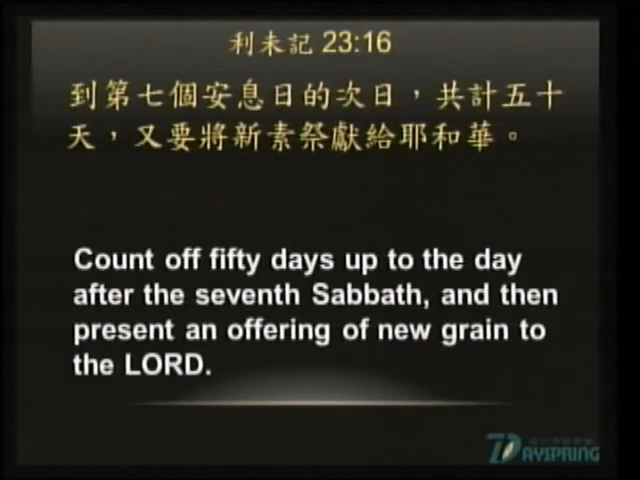 利未記 23:16
到第七個安息日的次日，共計五十
天，又要將新素祭獻給耶和華。
Count off fifty days up to the day
after the seventh Sabbath, and then
present an offering of new grain to
the LORD.
DAYSPRING